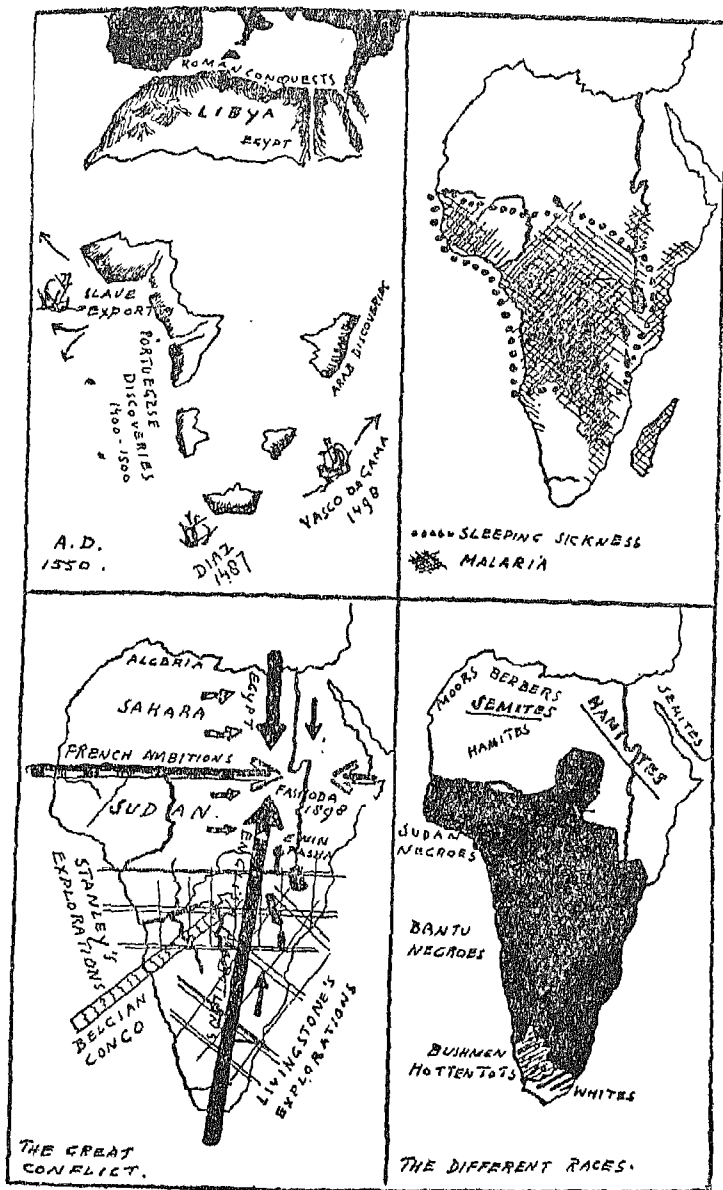 ROMAN CONQUESTS
LIBYA
EGYPT
SLAVE
EXPORT
PORTUEGESE
DISCOVERIES
1400-1500
ARAB DISCOVERIES
VASCO DA GAMA
1498
DIAZ
1487
A.D.
1550.
SLEEPING SICKNESS
MALARIA
ALGERIA
EGYPT
SAHARA
FRENCH AMBITIONS
FASHODA
1898
SUDAN.
EMIN
PASHA
STANLEY'S
EXPLORATIONS
BELGIAN
CONGO
LIVINGSTONE'S
EXPLORATIONS
THE GREAT
CONFLICT.
MOORS BERBERS
SEMITES
HAMITES
HAMITES
SEMITES
SUDAN
NEGROES
BANTU
NEGROES
BUSHMEN
HOTTENTOTS
WHITES
THE DIFFERENT RACES.